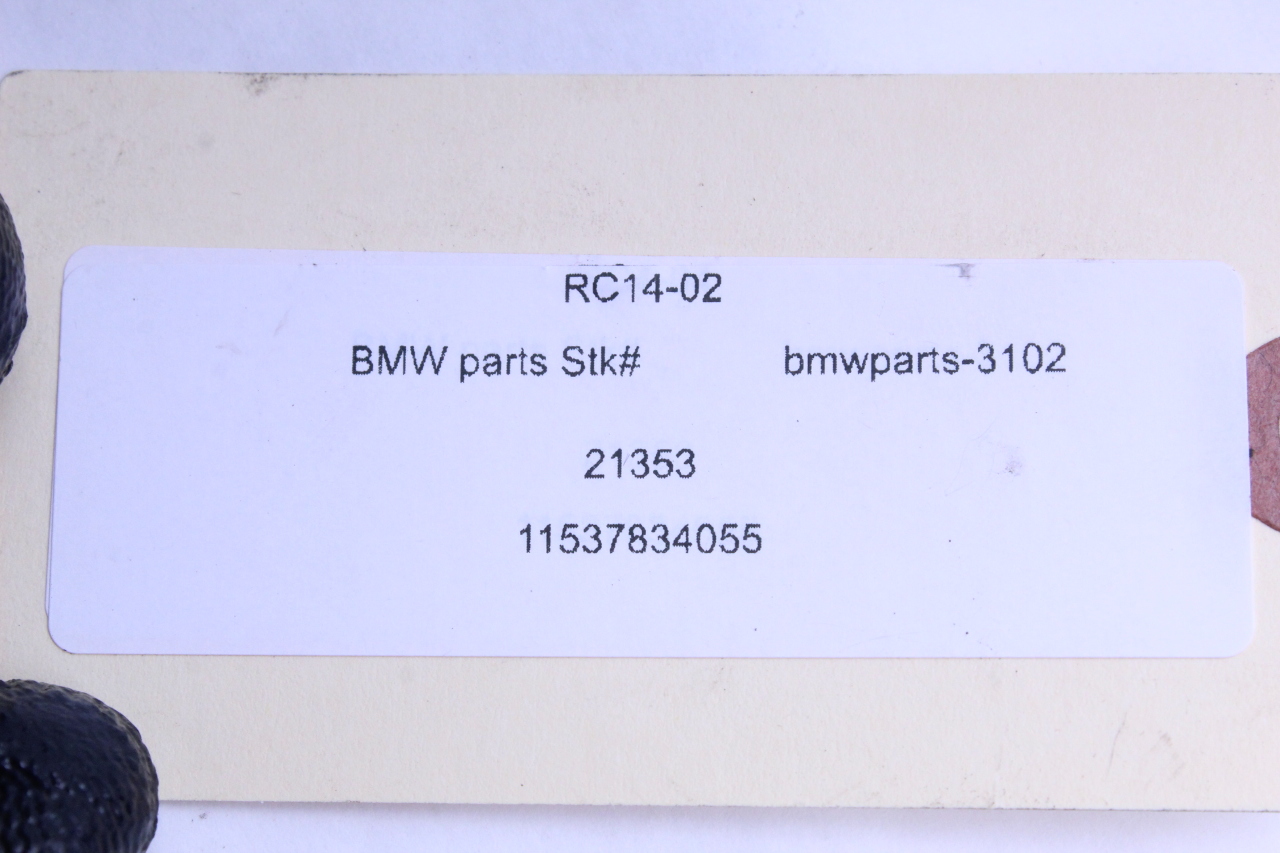 RC14-02
BMW parts Stk# bmwparts-3102
21353
11537834055